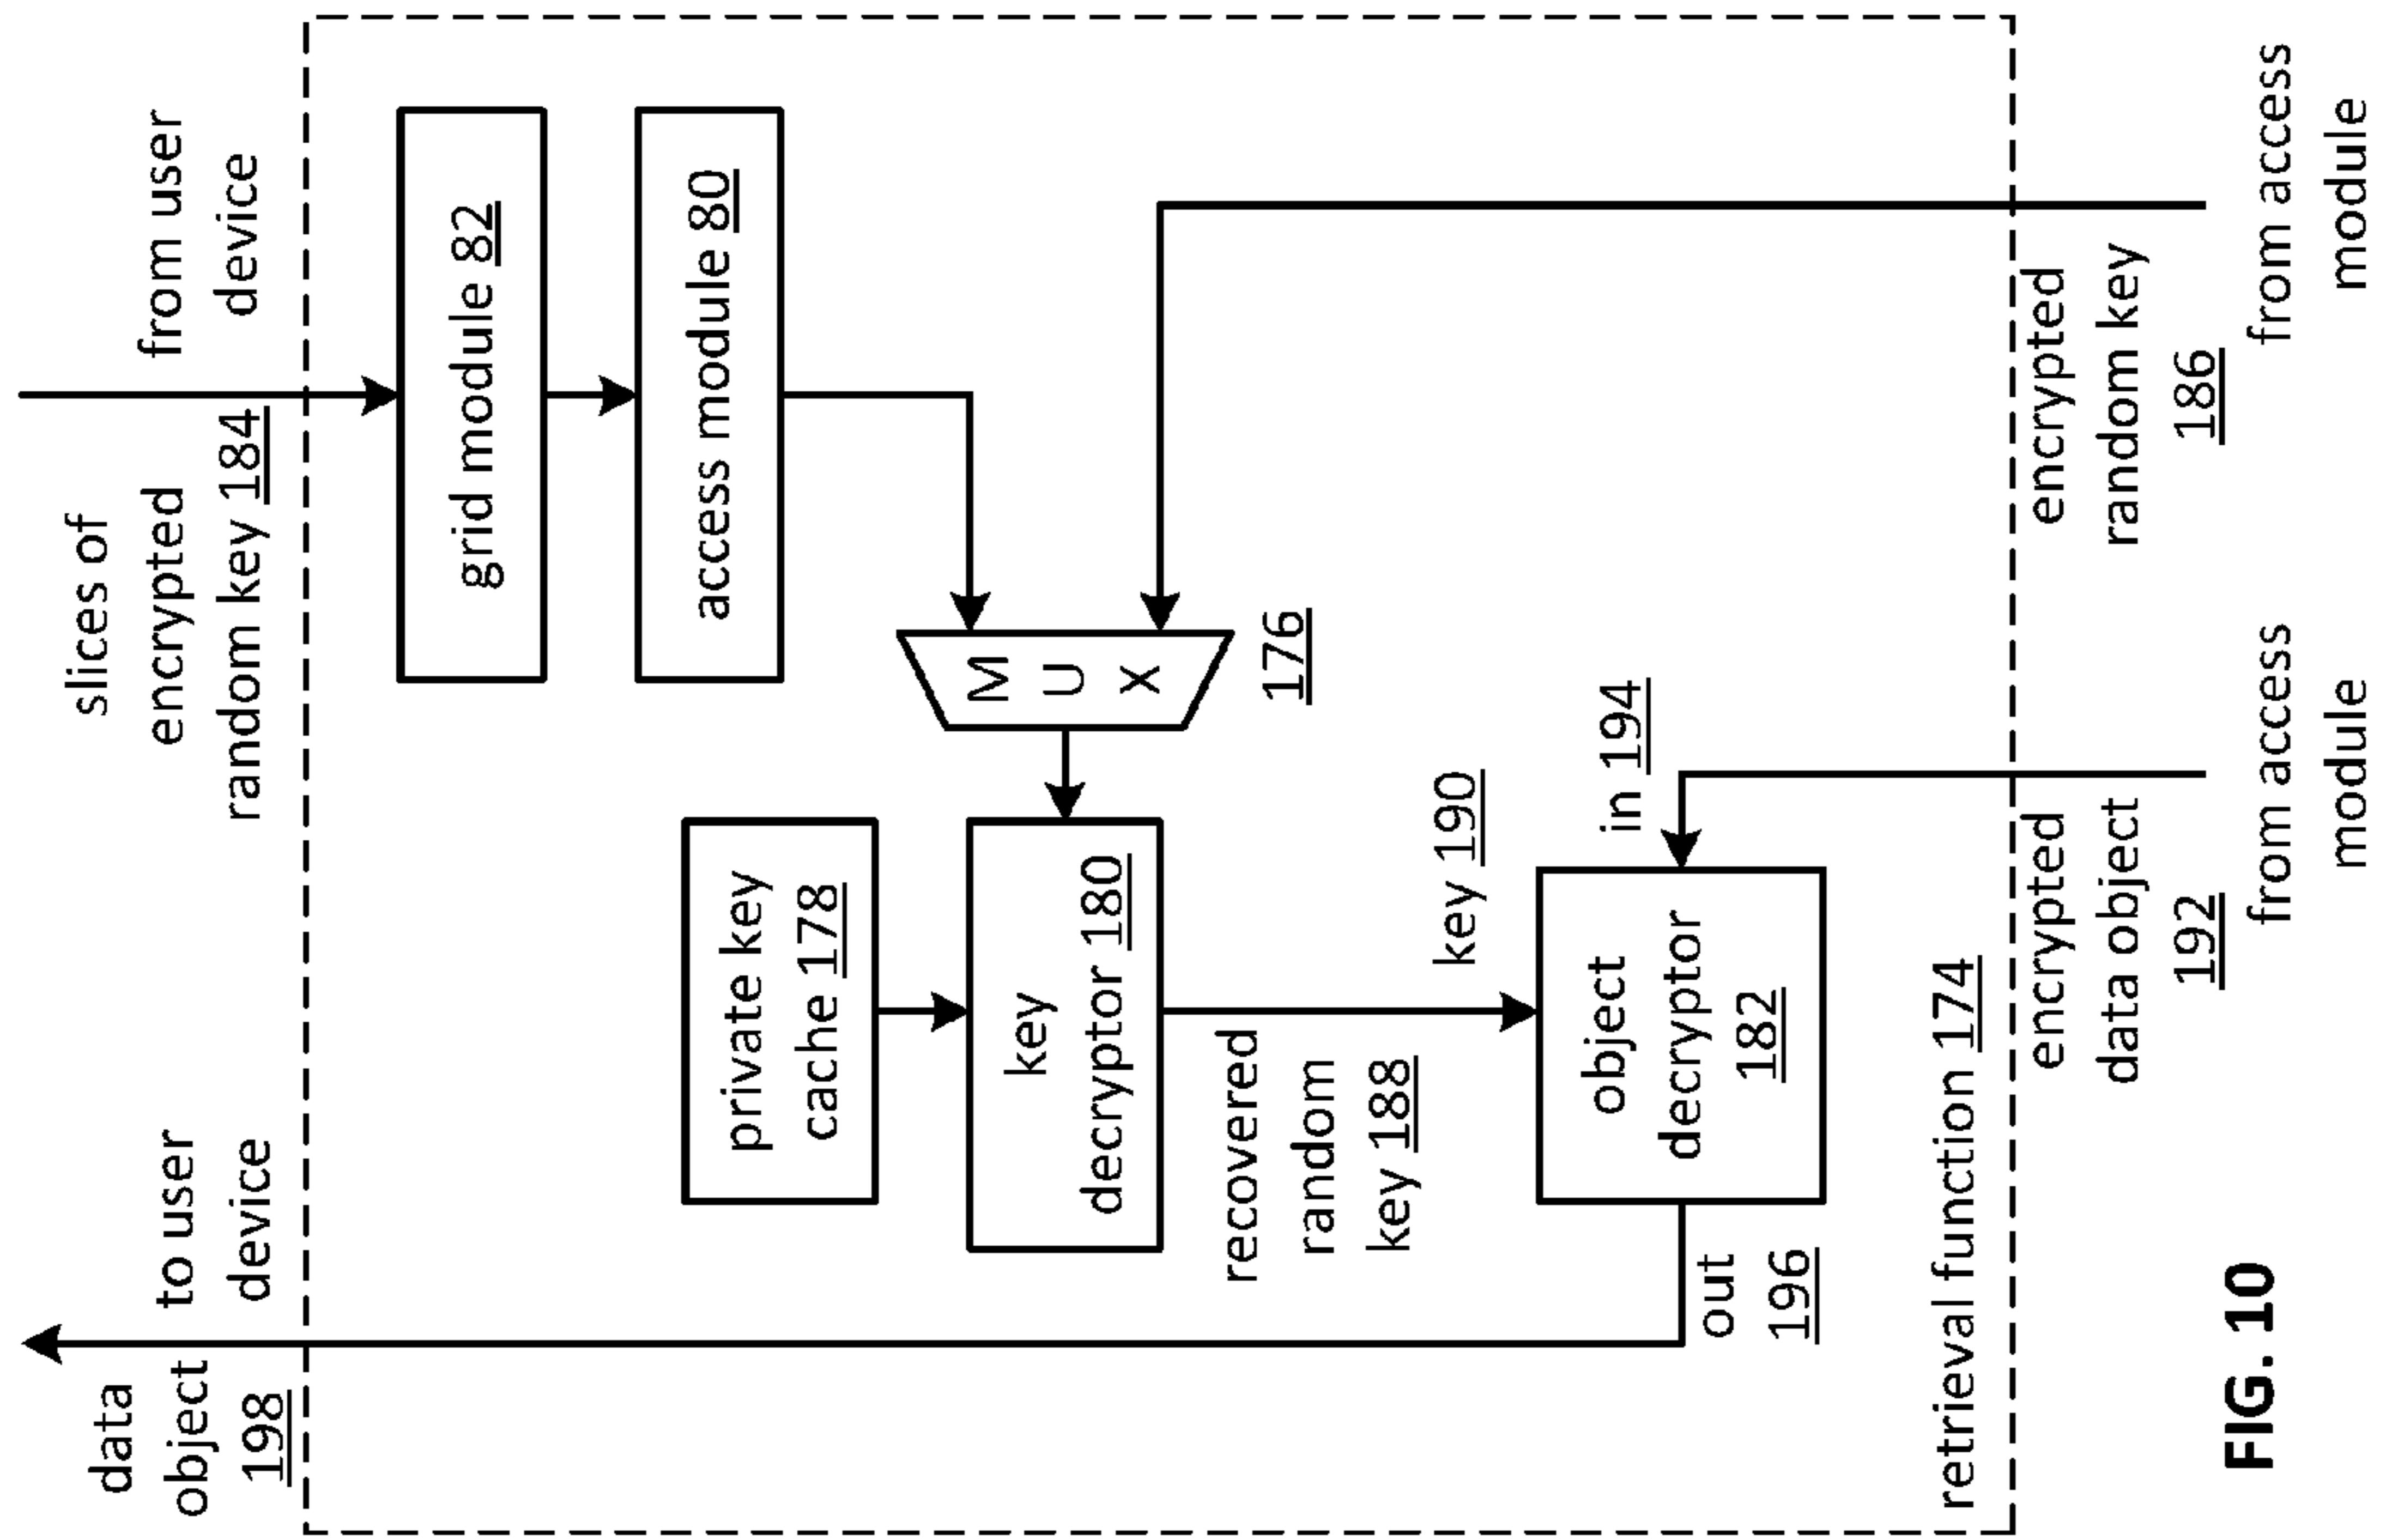 data
object
198
to user
device
slices of
encrypted
random key 184
from user
device
grid module 82
access module 80
private key
cache 178
M
U
X
176
key
decryptor 180
recovered
random
key 188
key 190
in 194
object
decryptor
182
out
196
retrieval function 174
encrypted
data object
192
from access
module
encrypted
random key
186
from access
module
FIG. 10